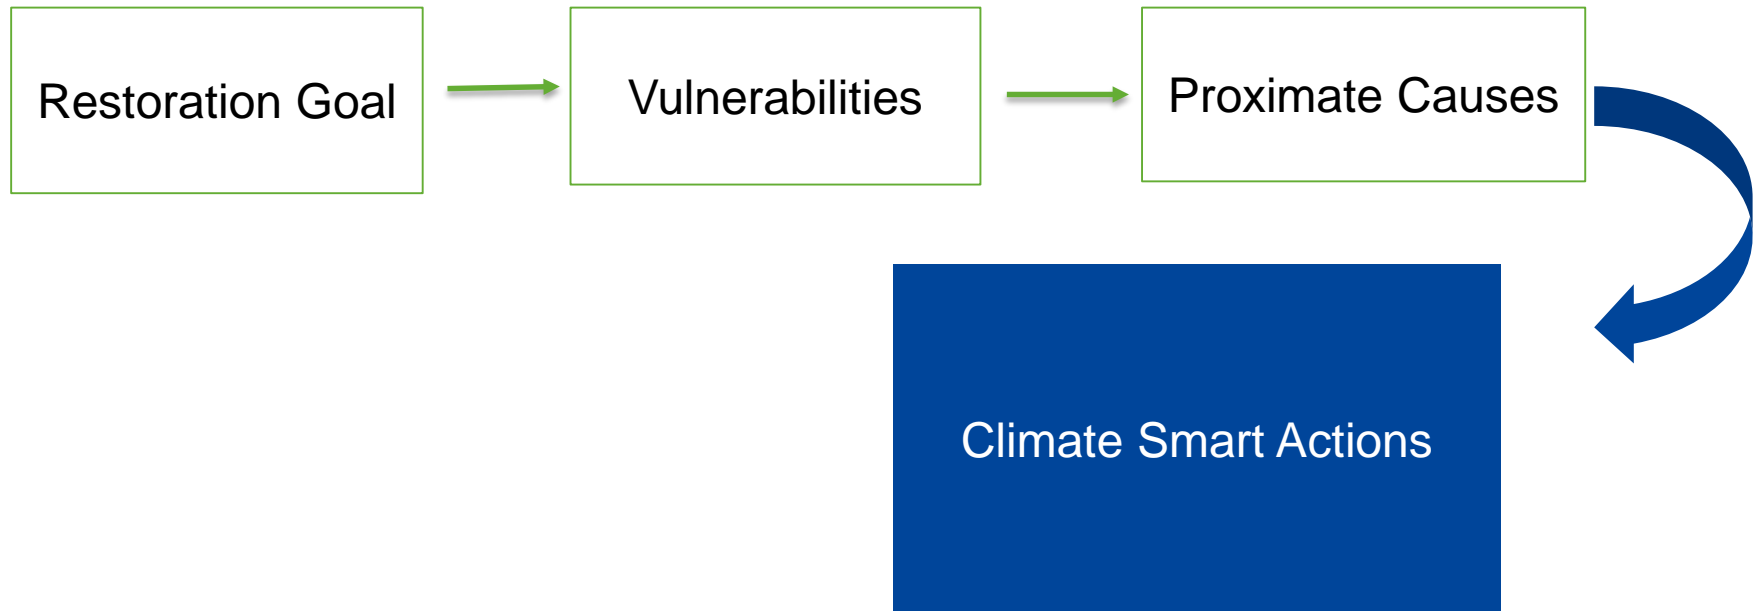 Restoration Goal
Vulnerabilities
Proximate Causes
Climate Smart Actions